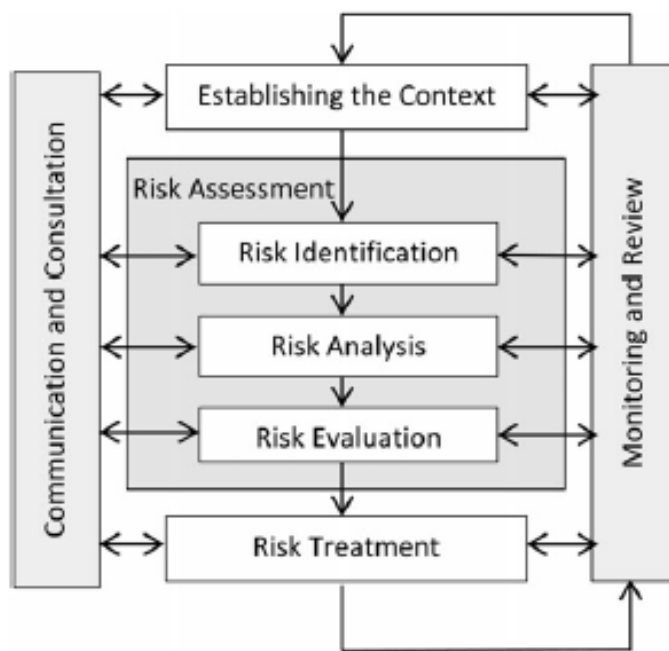 Establishing the Context
Communication and Consultation
Risk Assessment
Risk Identification
Risk Analysis
Risk Evaluation
Risk Treatment
Monitoring and Review